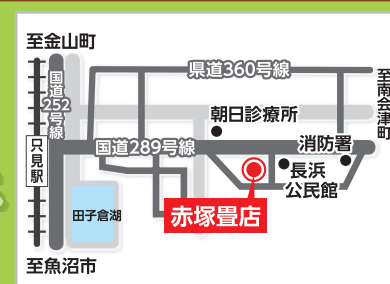 至金山町
国道252号線
県道360号線
至南会津町
朝日診療所
国道289号線
消防署
只見駅
長浜
公民館
田子倉湖
赤塚畳店
至魚沼市